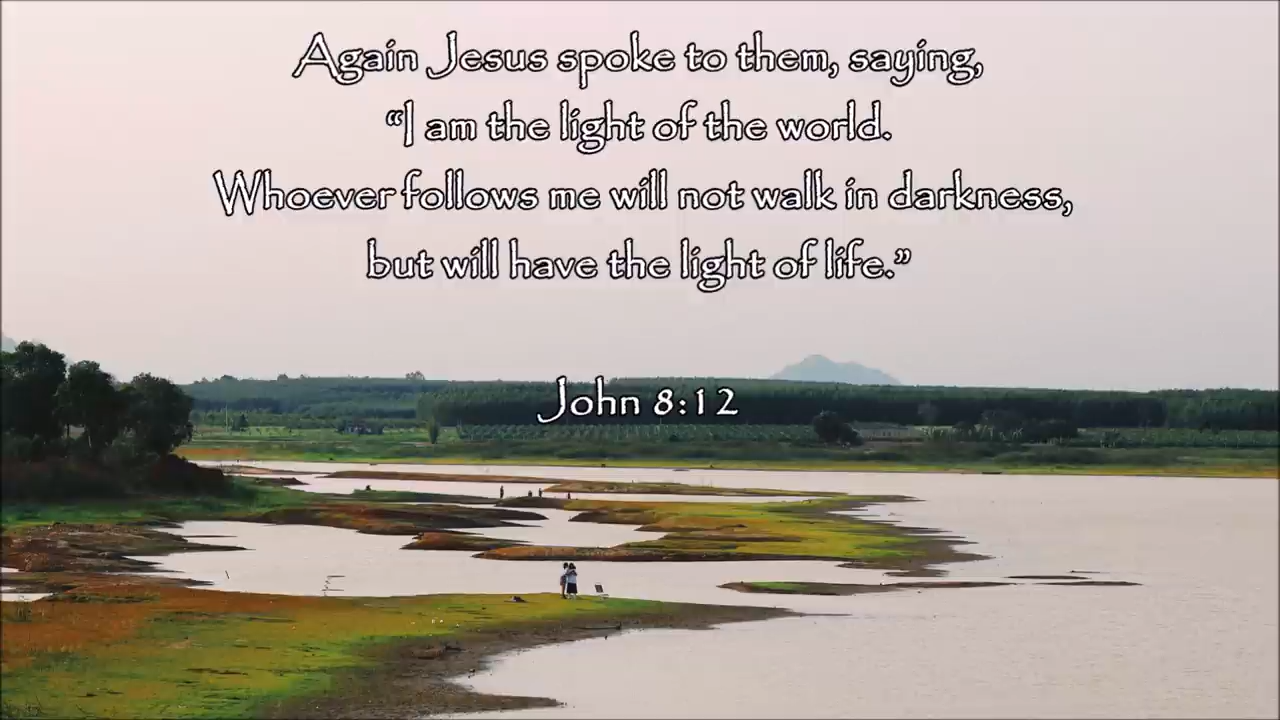 Again Jesus spoke to them, saying,
“I am the light of the world.
Whoever follows me will not walk in darkness,
but will have the light of life.”
John 8:12